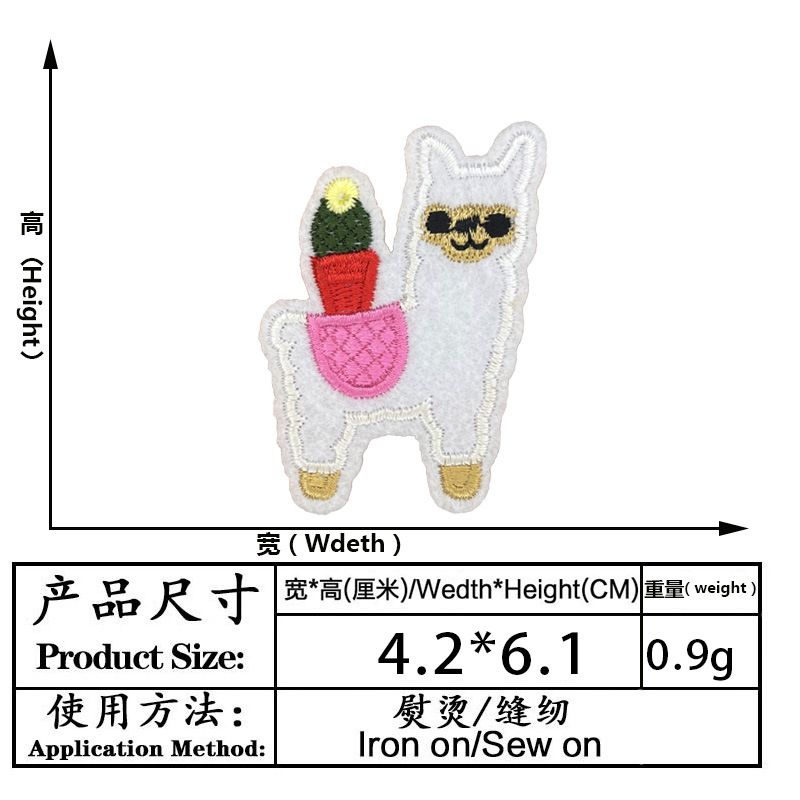 高（Height）
宽（Wdeth）
产品尺寸
Product Size:
宽*高(厘米)/Wedth*Height(CM)
重量( weight )
4.2*6.1
0.9g
使用方法：
Application Method:
熨烫/缝纫
Iron on/Sew on